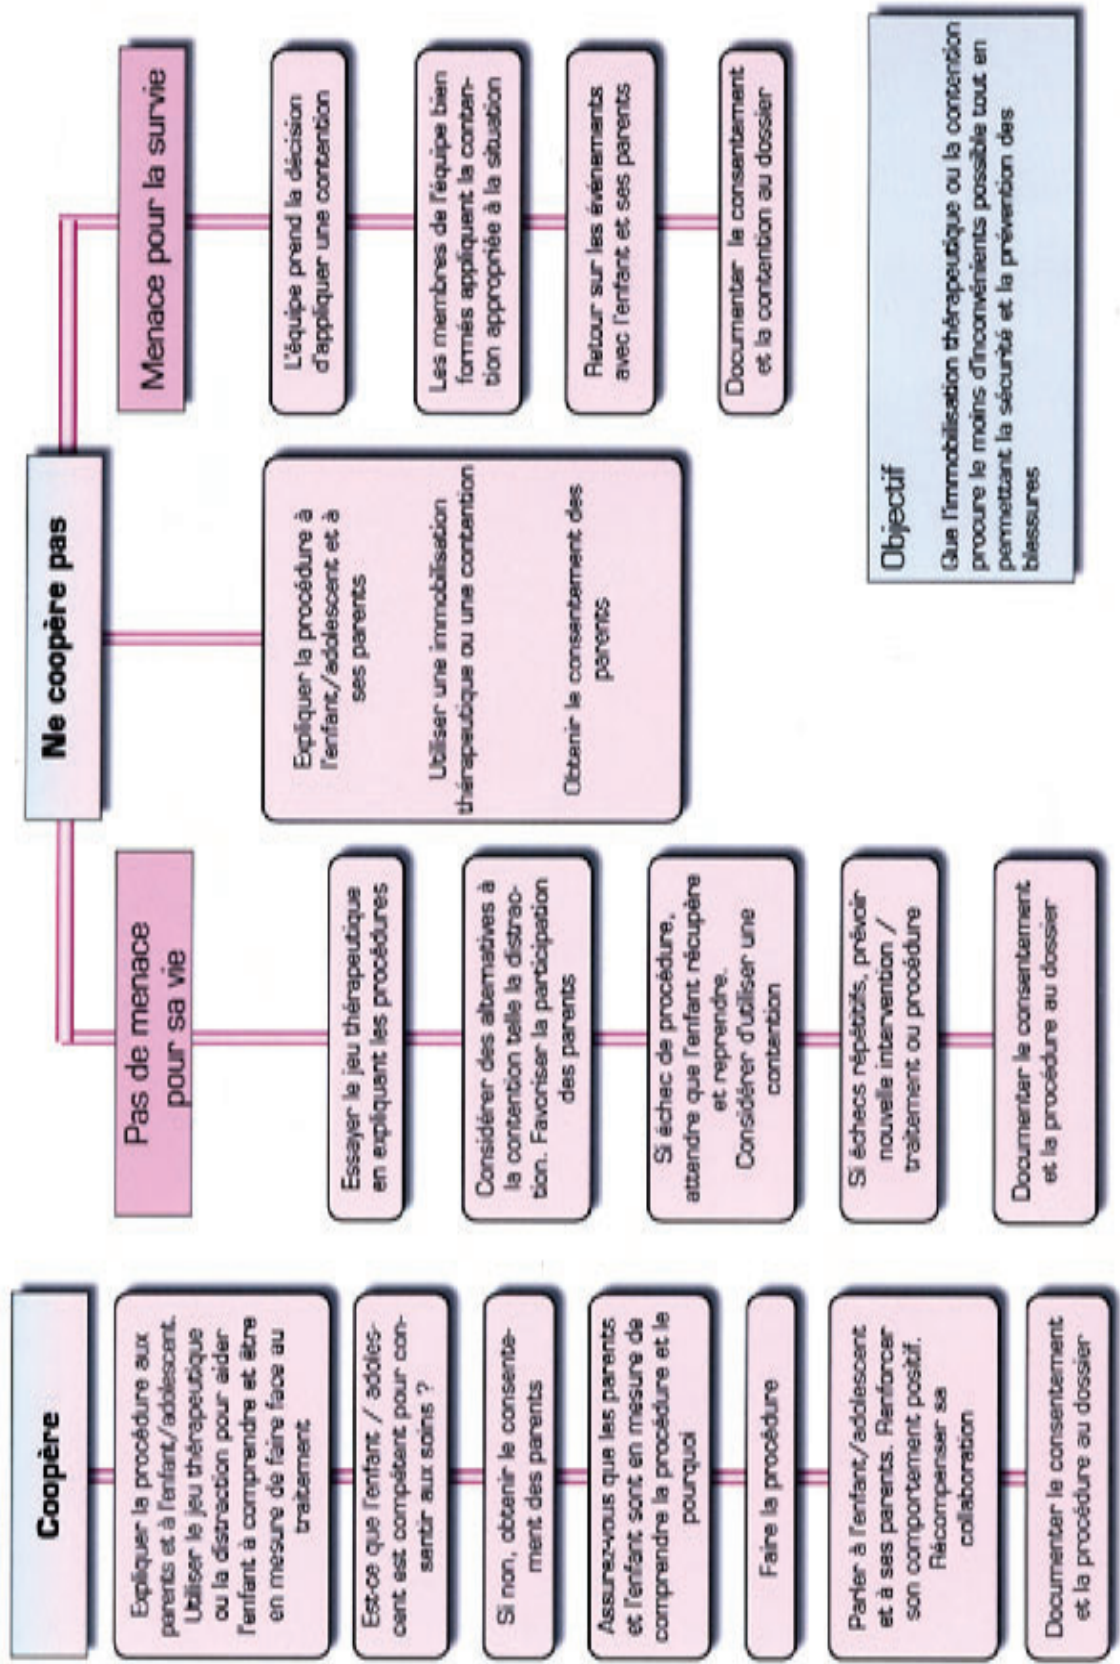 Coopère
Expliquer la procédure aux
parents et à l'enfant/adolescent.
Utiliser le jeu thérapeutique
ou la distraction pour aider
l'enfant à comprendre et être
en mesure de faire face au
traitement
Est-ce que l'enfant / adoles-
cent est compétent pour con-
sentir aux soins ?
Si non, obtenir le consente-
ment des parents
Assurez-vous que les parents
et l'enfant sont en mesure de
comprendre la procédure et le
pourquoi
Faire la procédure
Parler à l'enfant/adolescent
et à ses parents. Renforcer
son comportement positif.
Récompenser sa
collaboration
Documenter le consentement
et la procédure au dossier
Ne coopère pas
Pas de menace
pour sa vie
Essayer le jeu thérapeutique
en expliquant les procédures
Considérer des alternatives à
la contention telle la distrac-
tion. Favoriser la participation
des parents
Si échec de procédure,
attendre que l'enfant récupère
et reprendre.
Considérer d'utiliser une
contention
Si échecs répétitifs, prévoir
nouvelle intervention /
traitement ou procédure
Documenter le consentement
et la procédure au dossier
Expliquer la procédure à
l'enfant/adolescent et à
ses parents
Utiliser une immobilisation
thérapeutique ou une contention
Obtenir le consentement des
parents
Menace pour la survie
L'équipe prend la décision
d'appliquer une contention
Les membres de l'équipe bien
formés appliquent la conten-
tion appropriée à la situation
Retour sur les événements
avec l'enfant et ses parents
Documenter le consentement
et la contention au dossier
Objectif
Que l'immobilisation thérapeutique ou la contention
procure le moins d'inconvénients possible tout en
permettant la sécurité et la prévention des
blessures